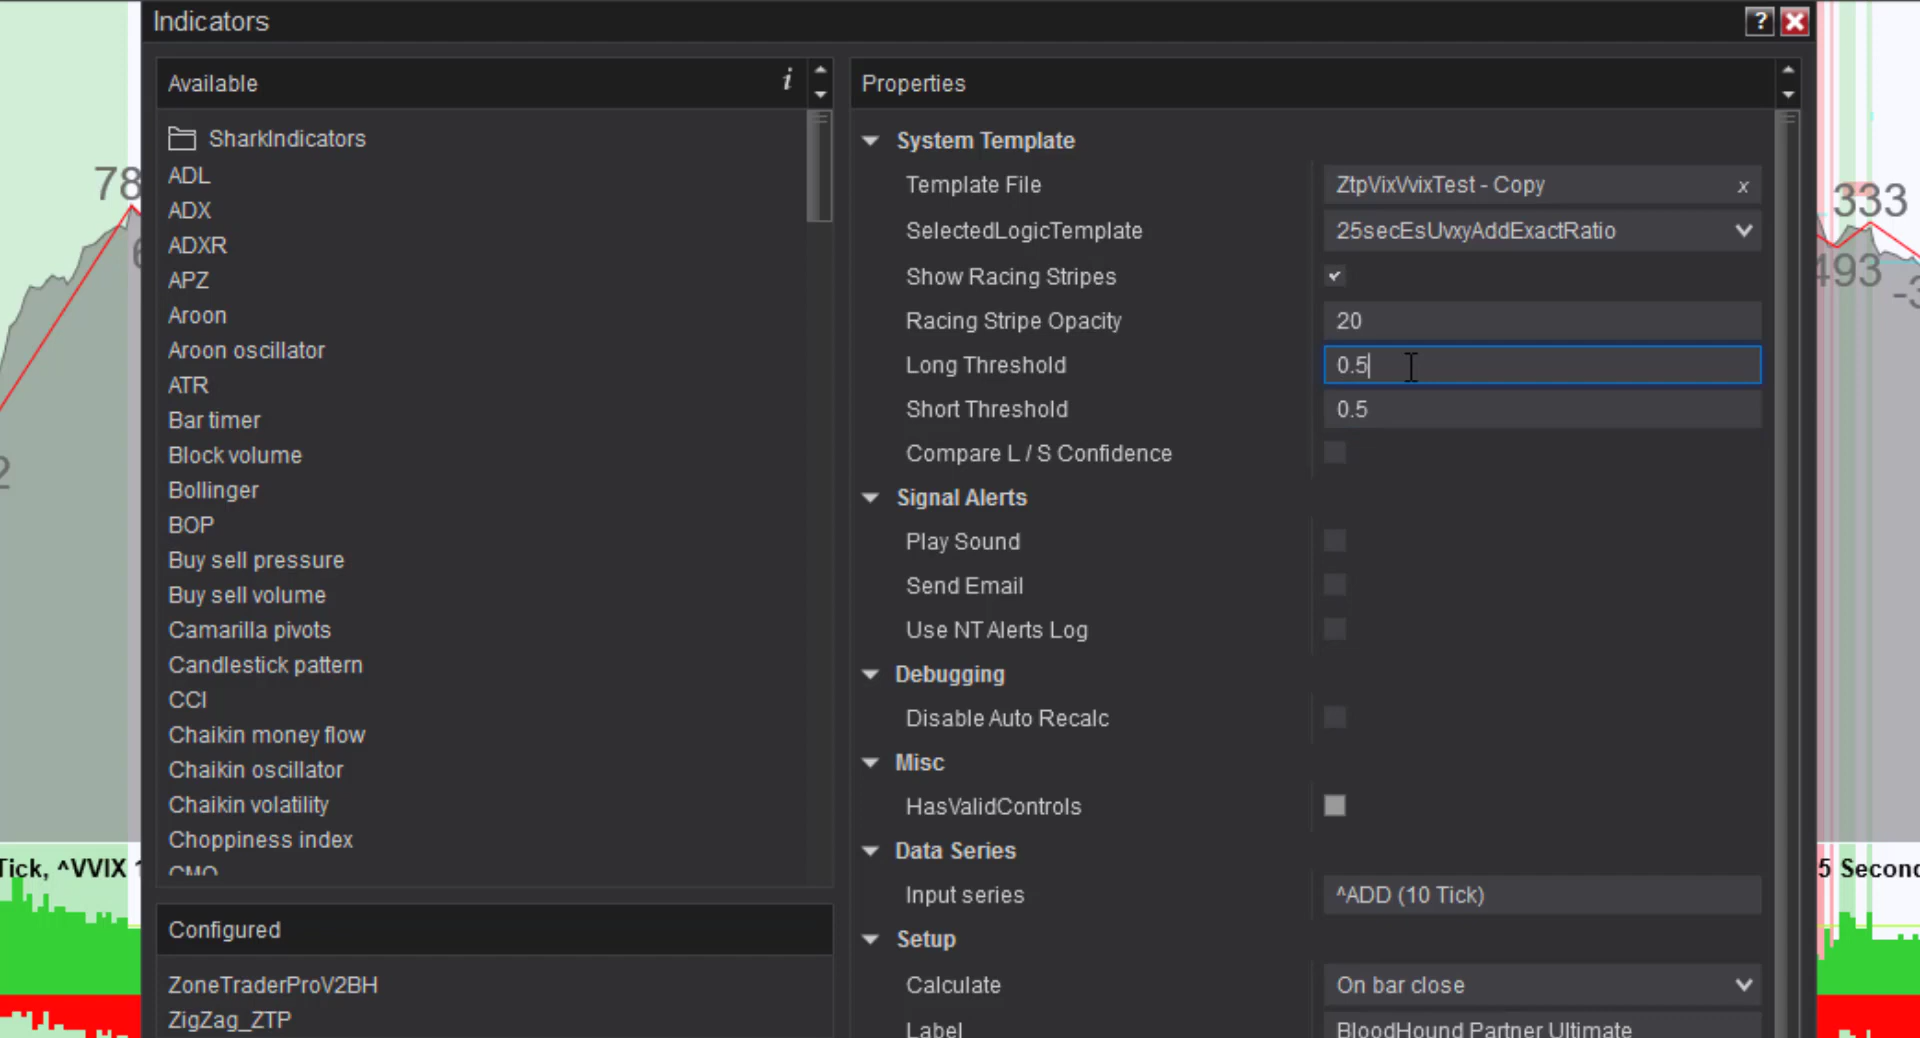 Indicators
?
Available
i
SharkIndicators
ADL
ADX
ADXR
APZ
Aroon
Aroon oscillator
ATR
Bar timer
Block volume
Bollinger
BOP
Buy sell pressure
Buy sell volume
Camarilla pivots
Candlestick pattern
CCI
Chaikin money flow
Chaikin oscillator
Chaikin volatility
Choppiness index
CMO
Configured
ZoneTraderProV2BH
ZigZag_ZTP
Properties
System Template
Template File ZtpVixVvixTest - Copy x
SelectedLogicTemplate 25secEsUvxyAddExactRatio
Show Racing Stripes
Racing Stripe Opacity 20
Long Threshold 0.5
Short Threshold 0.5
Compare L / S Confidence
Signal Alerts
Play Sound
Send Email
Use NT Alerts Log
Debugging
Disable Auto Recalc
Misc
HasValidControls
Data Series
Input series ^ADD (10 Tick)
Setup
Calculate On bar close
Label BloodHound Partner Ultimate
78
2
Tick, ^VVIX
333
493
-3
5 Second